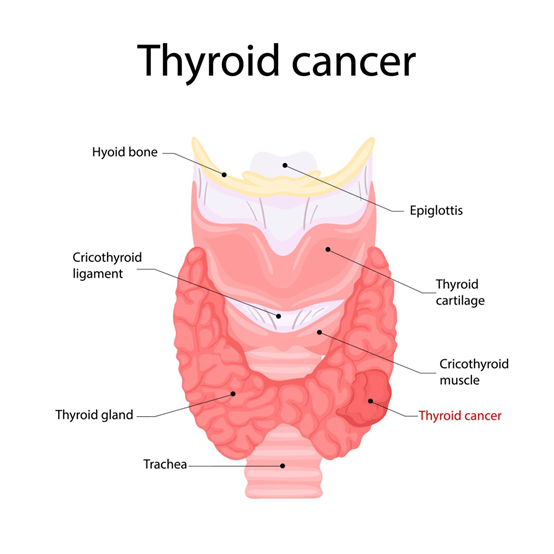 Thyroid cancer
Hyoid bone
Epiglottis
Cricothyroid
ligament
Thyroid
cartilage
Cricothyroid
muscle
Thyroid gland
Thyroid cancer
Trachea